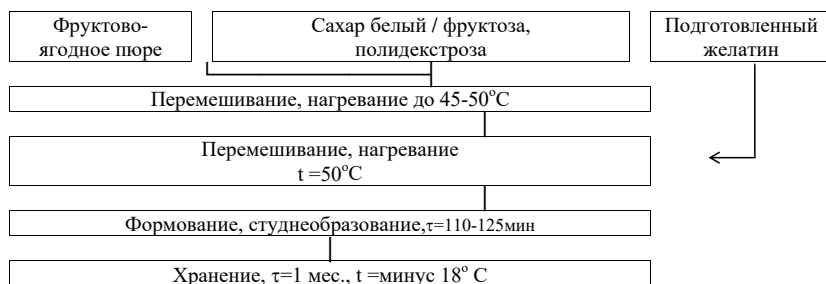 Фруктово-
ягодное пюре
Сахар белый / фруктоза,
полидекстроза
Подготовленный
желатин
Перемешивание, нагревание до 45-50°С
Перемешивание, нагревание
t =50°С
Формование, студнеобразование,τ=110-125мин
Хранение, τ=1 мес., t =минус 18° С